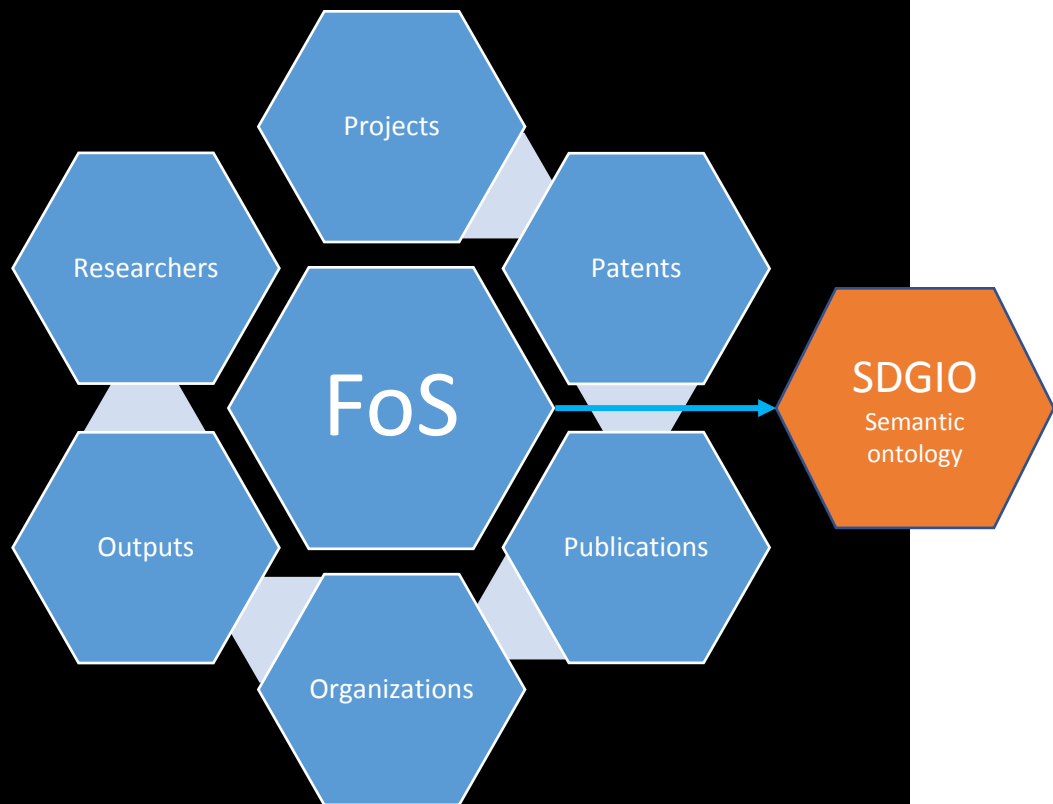 Projects
Researchers
Patents
FoS
SDGIO
Semantic
ontology
Outputs
Publications
Organizations